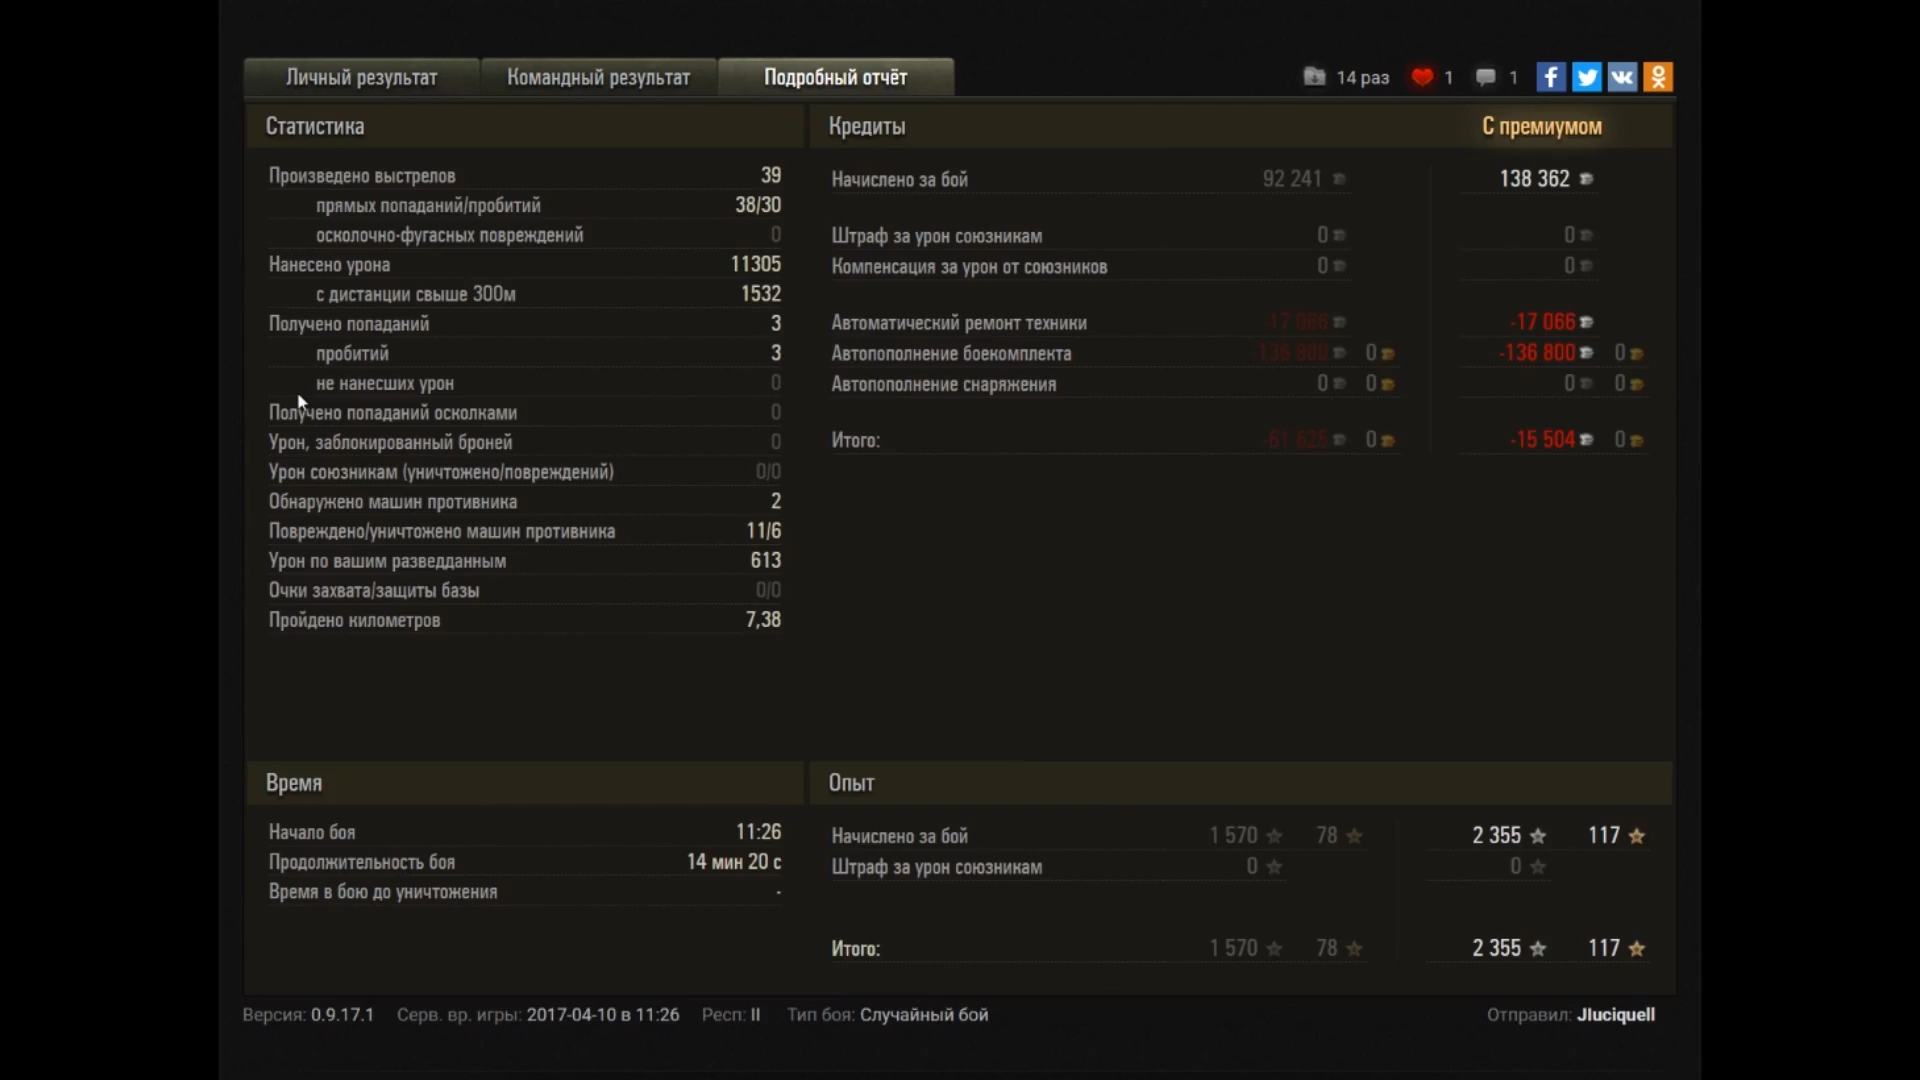 Личный результат Командный результат Подробный отчёт 14 раз 1 1
Статистика
Произведено выстрелов 39
прямых попаданий/пробитий 38/30
осколочно-фугасных повреждений 0
Нанесено урона 11305
с дистанции свыше 300м 1532
Получено попаданий 3
пробитий 3
не нанесших урон 0
Получено попаданий осколками 0
Урон, заблокированный броней 0
Урон союзникам (уничтожено/повреждений) 0/0
Обнаружено машин противника 2
Повреждено/уничтожено машин противника 11/6
Урон по вашим разведданным 613
Очки захвата/защиты базы 0/0
Пройдено километров 7,38
Кредиты С премиумом
Начислено за бой 92 241 138 362
Штраф за урон союзникам 0 0
Компенсация за урон от союзников 0 0
Автоматический ремонт техники -17 066 -17 066
Автопополнение боекомплекта -136 800 0 -136 800 0
Автопополнение снаряжения 0 0 0 0
Итого: -61 625 0 -15 504 0
Время
Начало боя 11:26
Продолжительность боя 14 мин 20 с
Время в бою до уничтожения -
Опыт
Начислено за бой 1 570 78 2 355 117
Штраф за урон союзникам 0 0
Итого: 1 570 78 2 355 117
Версия: 0.9.17.1 Серв. вр. игры: 2017-04-10 в 11:26 Респ: II Тип боя: Случайный бой Отправил: Jluciquell